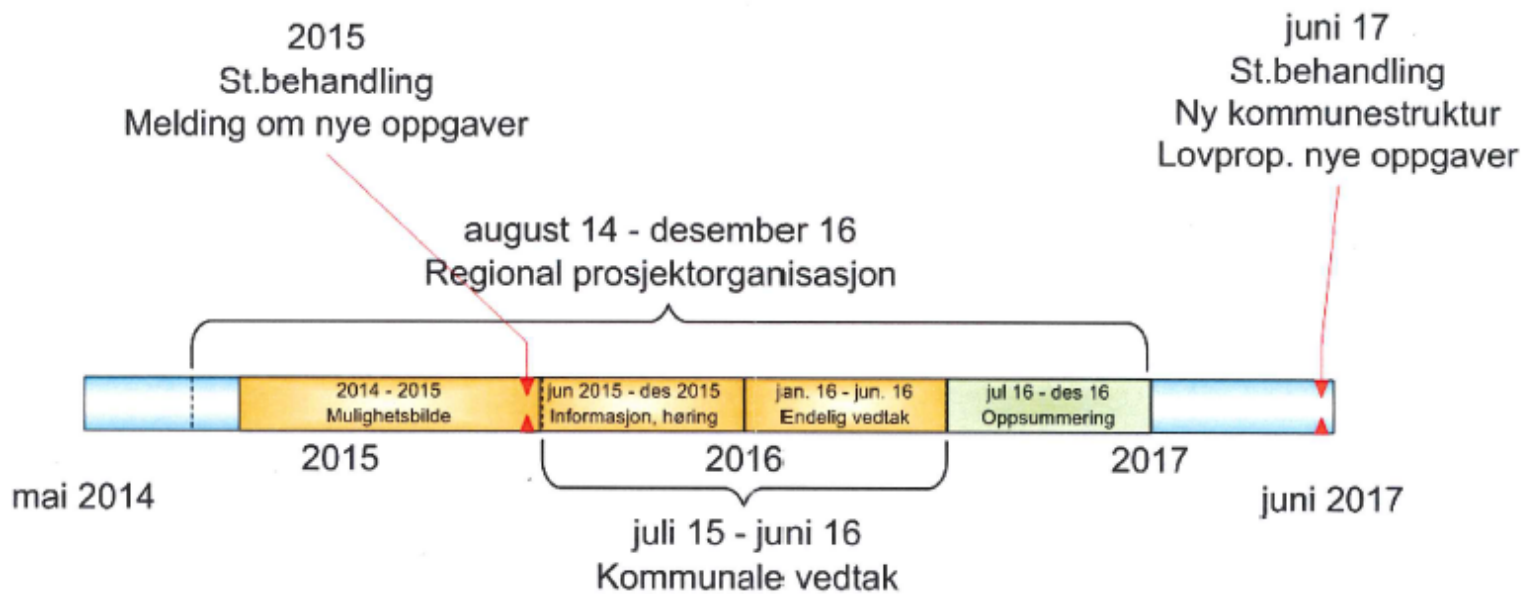 2015
St.behandling
Melding om nye oppgaver
juni 17
St.behandling
Ny kommunestruktur
Lovprop. nye oppgaver
august 14 - desember 16
Regional prosjektorganisasjon
2014 - 2015
Mulighetsbilde
jun 2015 - des 2015
Informasjon, høring
jan. 16 - jun. 16
Endelig vedtak
jul 16 - des 16
Oppsummering
2015
2016
2017
mai 2014
juni 2017
juli 15 - juni 16
Kommunale vedtak